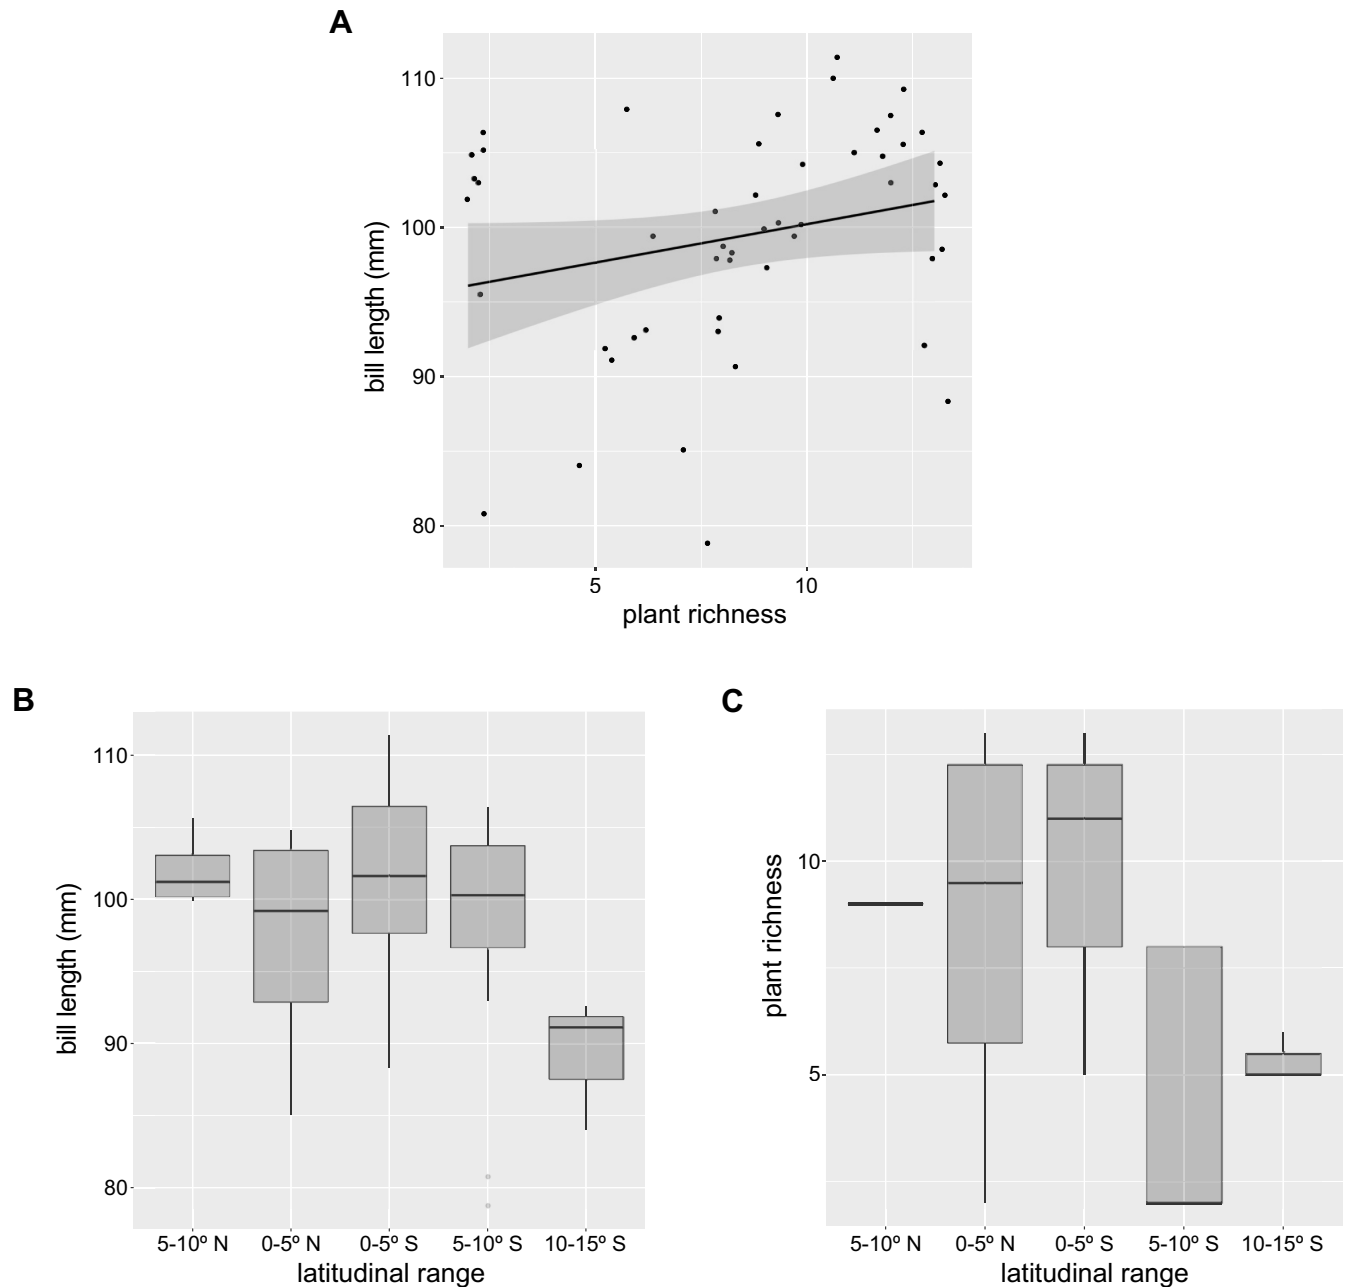 A
110
100
90
80
bill length (mm)
5 10
plant richness
B
110
100
90
80
bill length (mm)
5-10º N 0-5º N 0-5º S 5-10º S 10-15º S
latitudinal range
C
10
5
plant richness
5-10º N 0-5º N 0-5º S 5-10º S 10-15º S
latitudinal range